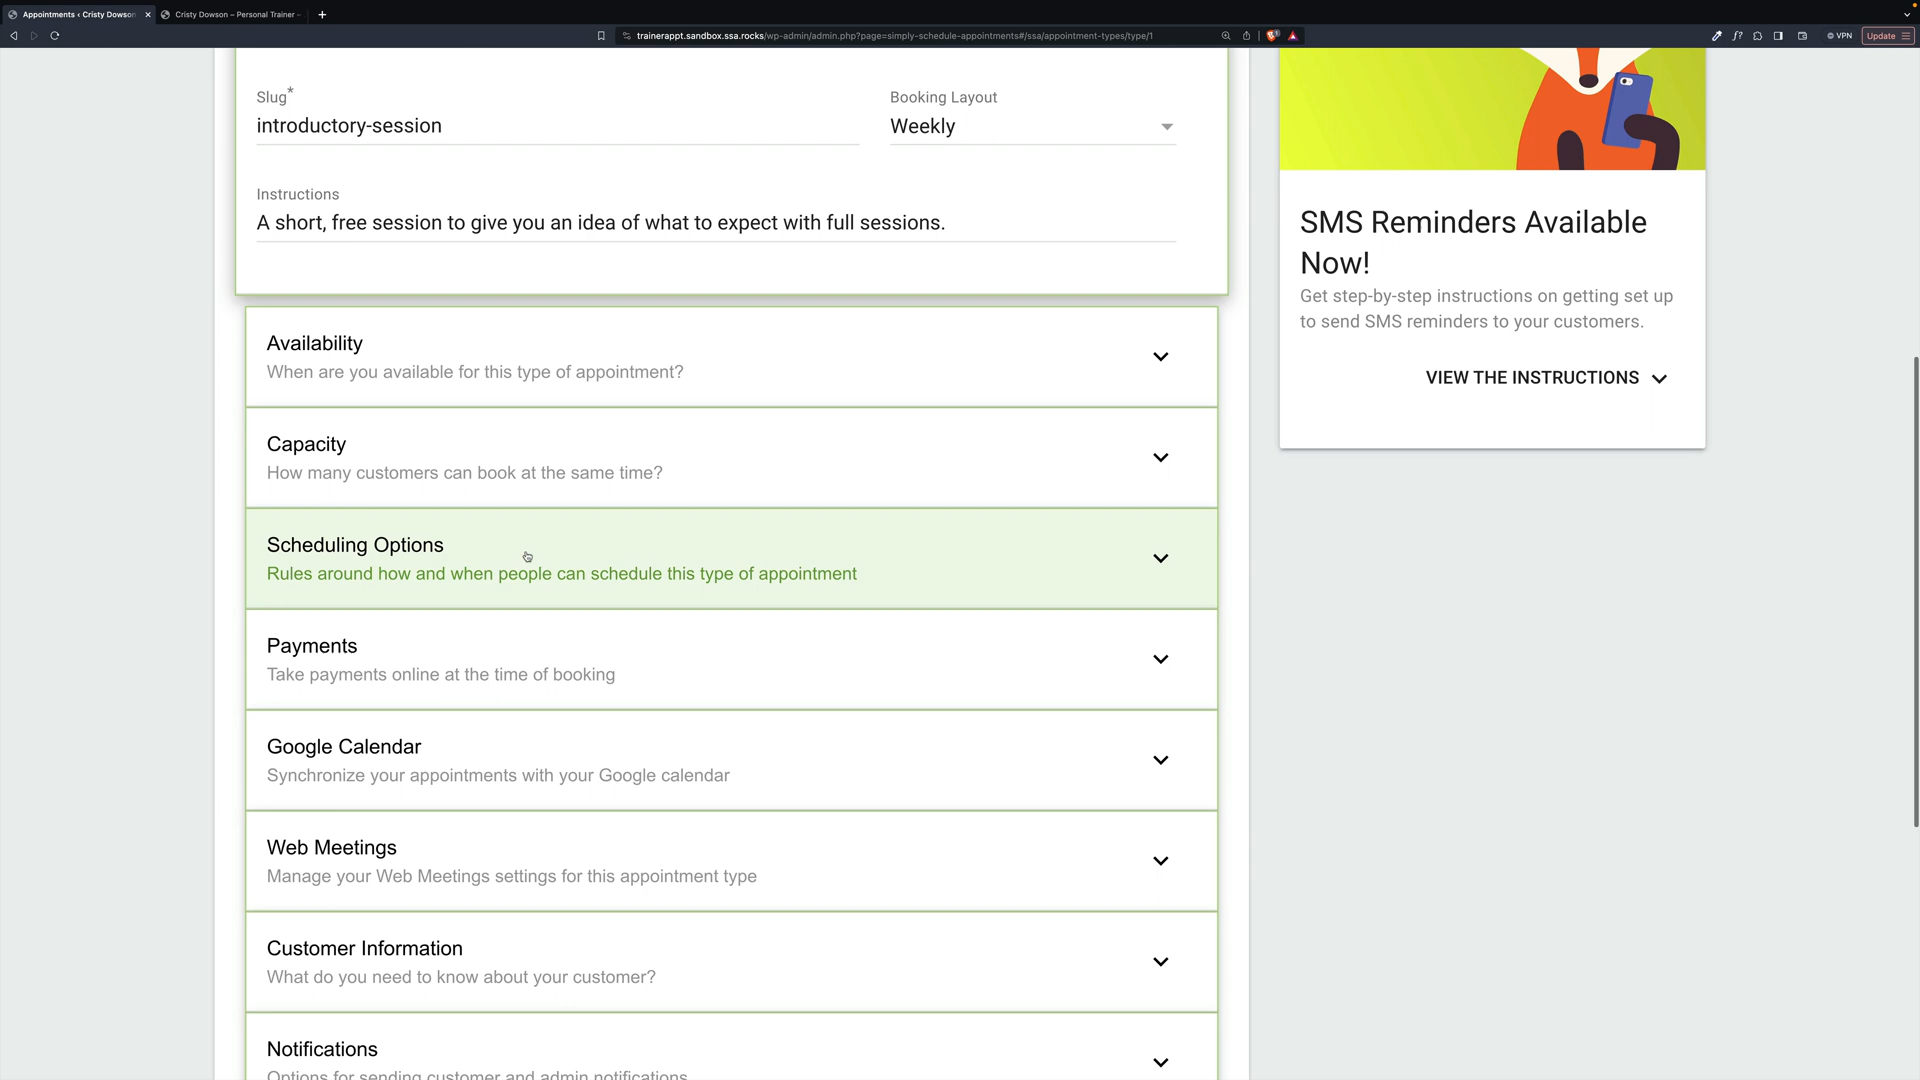 Appointments ‹ Cristy Dowson
Cristy Dowson – Personal Trainer -
trainerappt.sandbox.ssa.rocks/wp-admin/admin.php?page=simply-schedule-appointments#/ssa/appointment-types/type/1
VPN
Update
Slug*
introductory-session
Booking Layout
Weekly
Instructions
A short, free session to give you an idea of what to expect with full sessions.
Availability
When are you available for this type of appointment?
Capacity
How many customers can book at the same time?
Scheduling Options
Rules around how and when people can schedule this type of appointment
Payments
Take payments online at the time of booking
Google Calendar
Synchronize your appointments with your Google calendar
Web Meetings
Manage your Web Meetings settings for this appointment type
Customer Information
What do you need to know about your customer?
Notifications
Options for sending customer and admin notifications
SMS Reminders Available
Now!
Get step-by-step instructions on getting set up
to send SMS reminders to your customers.
VIEW THE INSTRUCTIONS